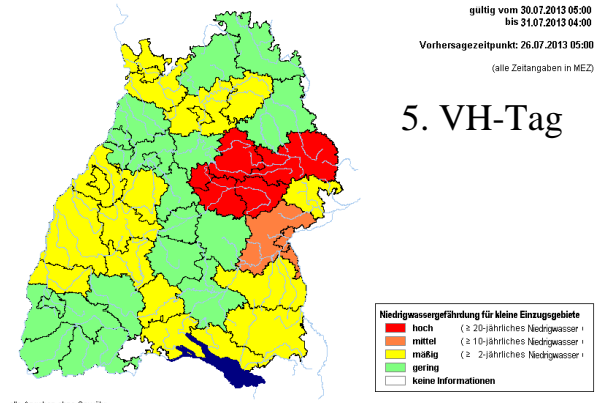 gültig vom 30.07.2013 05:00
bis 31.07.2013 04:00
Vorhersagezeitpunkt: 26.07.2013 05:00
(alle Zeitangaben in MEZ)
5. VH-Tag
Niedrigwassergefährdung für kleine Einzugsgebiete
hoch (≥ 20-jährliches Niedrigwasser
mittel (≥ 10-jährliches Niedrigwasser
mäßig (≥ 2-jährliches Niedrigwasser
gering
keine Informationen